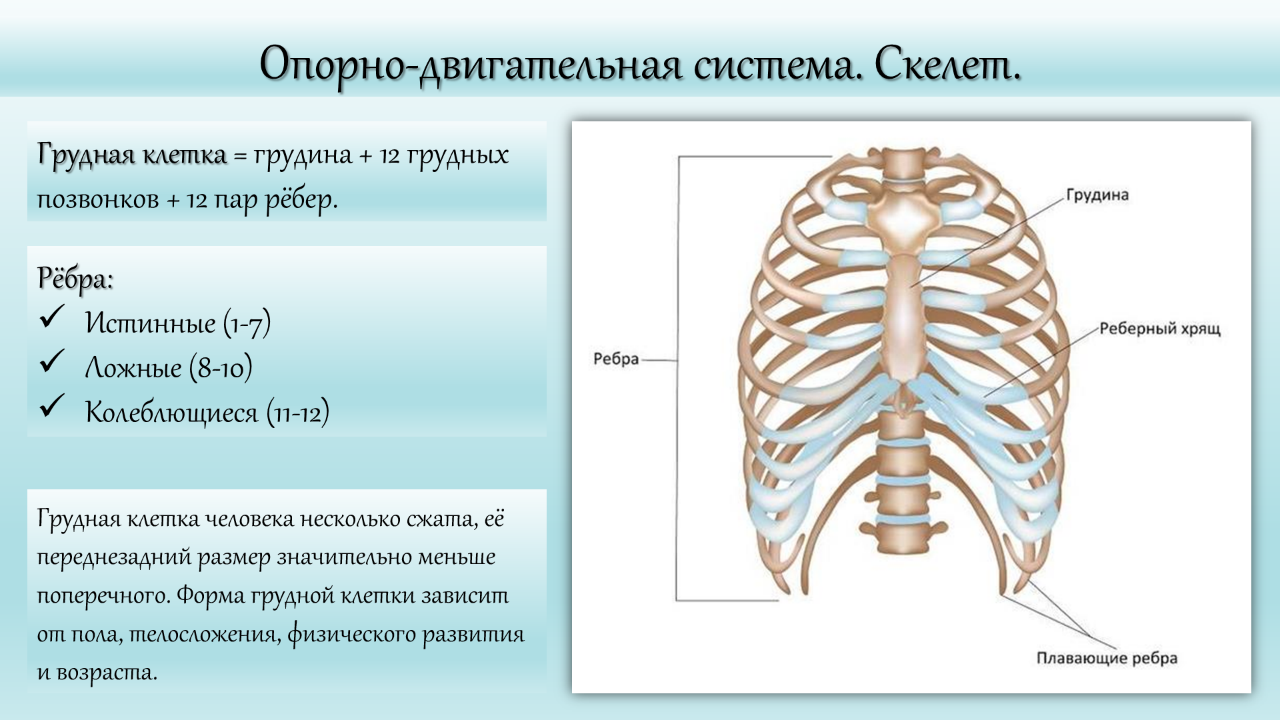 Опорно-двигательная система. Скелет.
Грудная клетка = грудина + 12 грудных
позвонков + 12 пар рёбер.
Рёбра:
✓ Истинные (1-7)
✓ Ложные (8-10)
✓ Колеблющиеся (11-12)
Грудная клетка человека несколько сжата, её
переднезадний размер значительно меньше
поперечного. Форма грудной клетки зависит
от пола, телосложения, физического развития
и возраста.
Грудина
Реберный хрящ
Ребра
Плавающие ребра